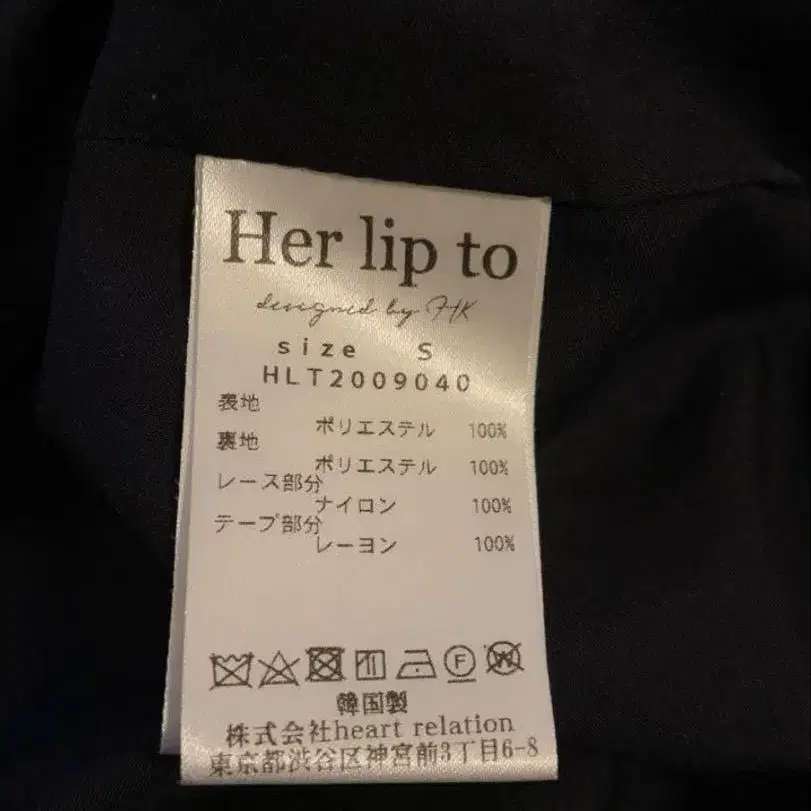 Her lip to
designed by HK
size S
HLT2009040
表地
ポリエステル 100%
裏地
ポリエステル 100%
レース部分
ナイロン 100%
テープ部分
レーヨン 100%
F W
韓国製
株式会社heart relation
東京都渋谷区神宮前3丁目6-8